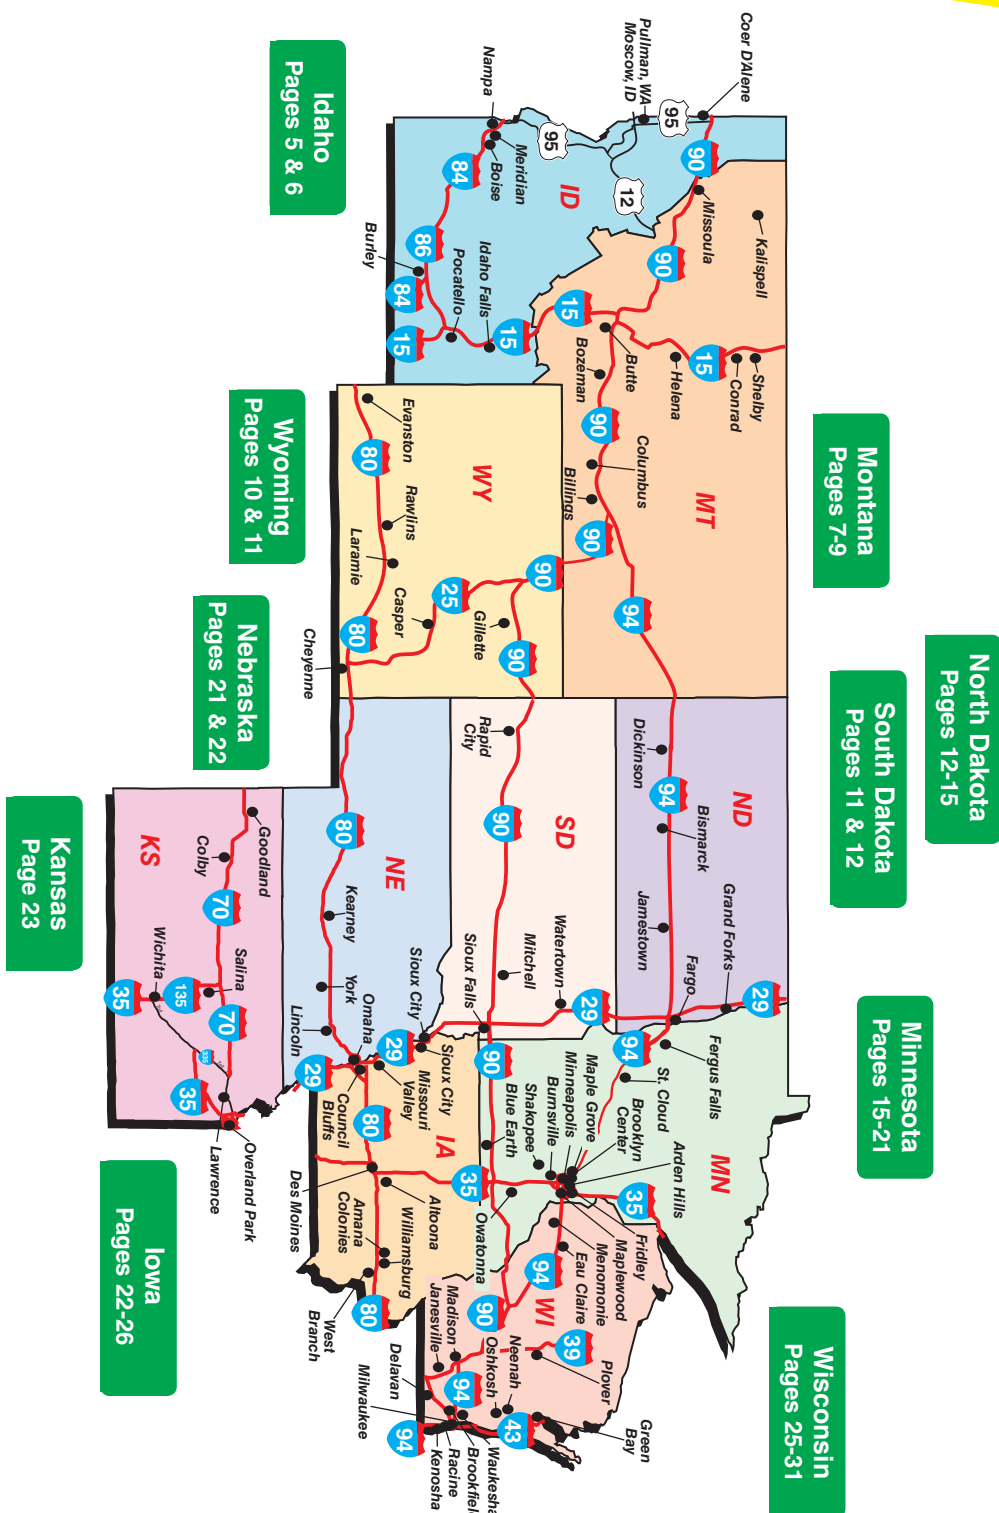 North Dakota
Pages 12-15
South Dakota
Pages 11 & 12
Montana
Pages 7-9
Minnesota
Pages 15-21
Wisconsin
Pages 25-31
Idaho
Pages 5 & 6
Wyoming
Pages 10 & 11
Nebraska
Pages 21 & 22
Kansas
Page 23
Iowa
Pages 22-26
Coer D'Alene
Pullman, WA
Moscow, ID
Nampa
Meridian
Boise
Burley
Pocatello
Idaho Falls
ID
95
95
12
90
84
86
84
15
15
Kalispell
Missoula
Shelby
Conrad
Helena
Butte
Bozeman
Columbus
Billings
MT
90
15
15
90
90
94
Evanston
Rawlins
Laramie
Casper
Gillette
Cheyenne
WY
80
25
90
90
80
Dickinson
Bismarck
Jamestown
Grand Forks
Fargo
ND
94
29
Rapid
City
Mitchell
Watertown
Sioux Falls
SD
90
29
Kearney
York
Lincoln
Omaha
Sioux City
NE
80
29
Goodland
Colby
Salina
Wichita
Lawrence
Overland Park
KS
70
135
35
70
335
35
Fergus Falls
St. Cloud
Brooklyn
Center
Maple Grove
Minneapolis
Burnsville
Shakopee
Blue Earth
Owatonna
Arden Hills
Fridley
Maplewood
MN
94
90
35
35
Sioux City
Missouri
Valley
Council
Bluffs
Des Moines
Altoona
Williamsburg
Amana
Colonies
West
Branch
IA
29
80
80
Menomonie
Eau Claire
Plover
Green
Bay
Neenah
Oshkosh
Madison
Janesville
Delavan
Milwaukee
Waukesha
Racine
Kenosha
WI
94
90
39
94
43
94